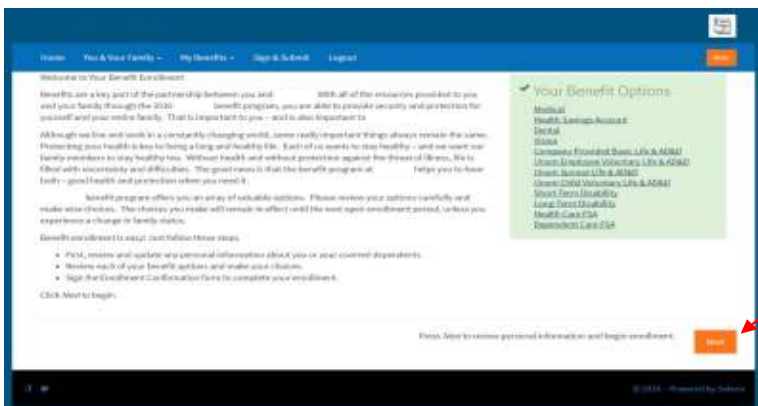 Home You & Your Family My Benefits Sign & Submit Logout Next
Welcome to Your Benefit Enrollment!
Benefits are a key part of the partnership between you and With all of the resources provided to you
and your family through the 2016 benefit program, you are able to provide security and protection for
yourself and your entire family. That is important to you – and is also important to
Although we live and work in a constantly changing world, some really important things always remain the same.
Protecting your health is key to living a long and healthy life. Each of us wants to stay healthy – and we want our
family members to stay healthy too. Without health and without protection against the threat of illness, life is
filled with uncertainty and difficulties. The good news is that the benefit program at helps you to have
both – good health and protection when you need it.
benefit program offers you an array of valuable options. Please review your options carefully and
make wise choices. The choices you make will remain in effect until the next open enrollment period, unless you
experience a change in family status.
Benefit enrollment is easy! Just follow these steps.
First, review and update any personal information about you or your covered dependents.
Review each of your benefit options and make your choices.
Sign the Enrollment Confirmation form to complete your enrollment.
Click Next to begin.
Your Benefit Options
Medical
Health Savings Account
Dental
Vision
Company Provided Basic Life & AD&D
Unum Employee Voluntary Life & AD&D
Unum Spouse Life & AD&D
Unum Child Voluntary Life & AD&D
Short Term Disability
Long Term Disability
Health Care FSA
Dependent Care FSA
Press Next to review personal information and begin enrollment.
Next
Powered by